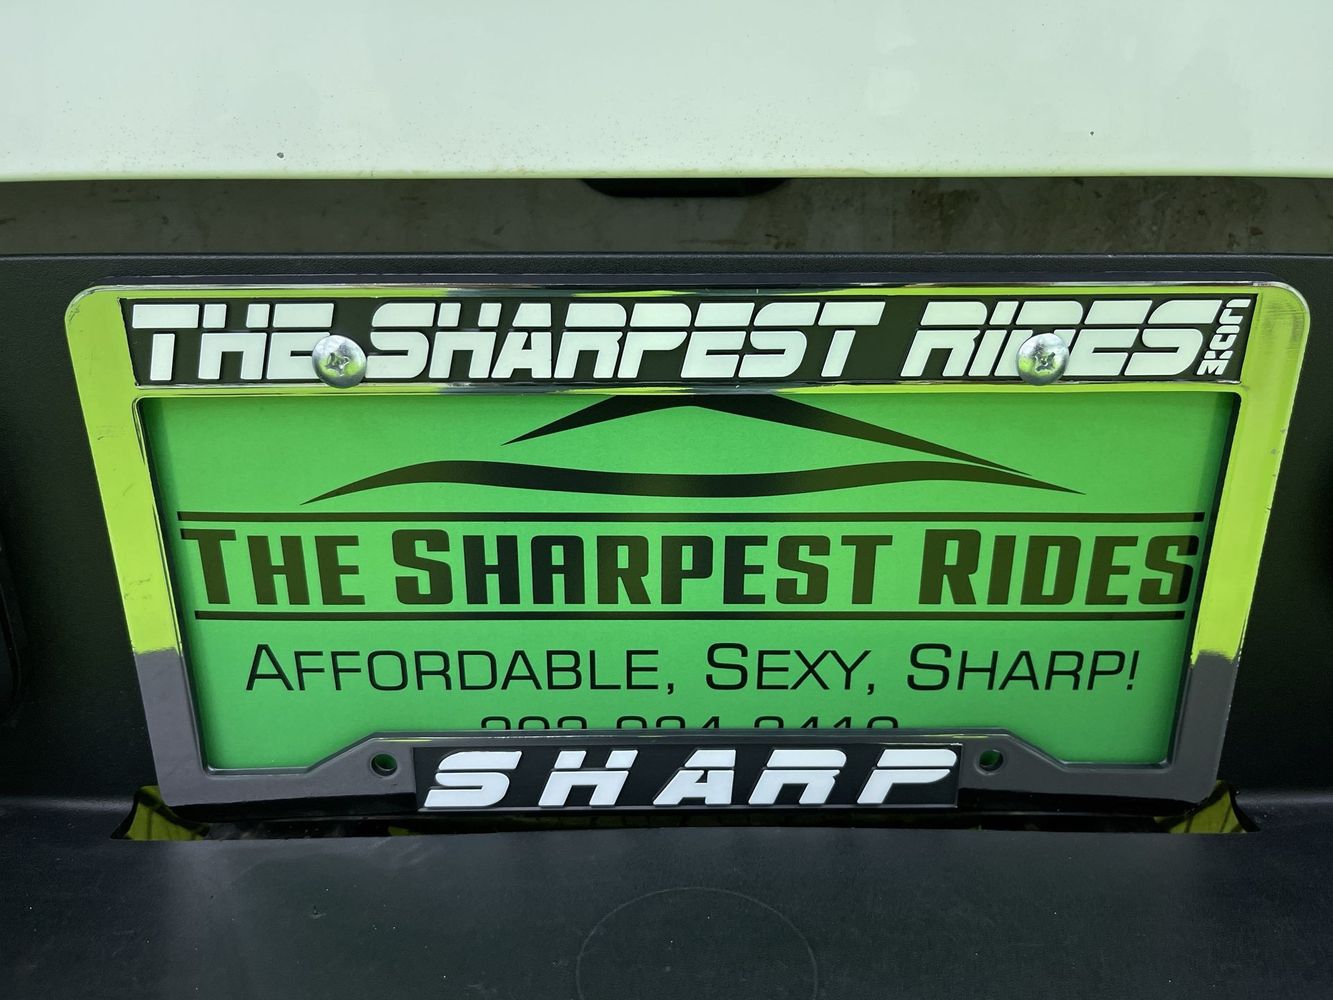 THE SHARPEST RIDES.COM
THE SHARPEST RIDES
AFFORDABLE, SEXY, SHARP!
SHARP